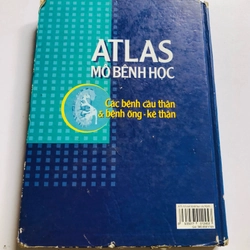 ATLAS
MÔ BỆNH HỌC
Các bệnh cầu thận
& bệnh ống - kẽ thận